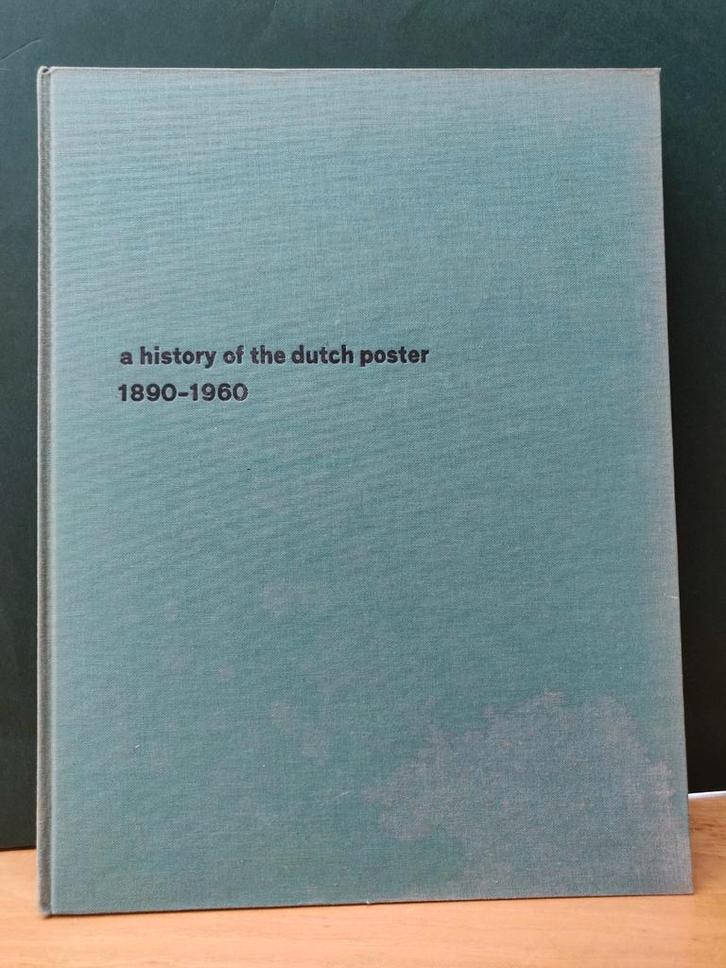 a history of the dutch poster
1890-1960